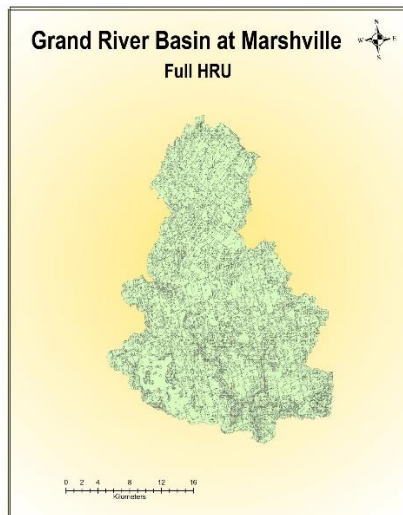 Grand River Basin at Marshville
Full HRU
N
W E
S
0 2 4 8 12 16
Kilometers